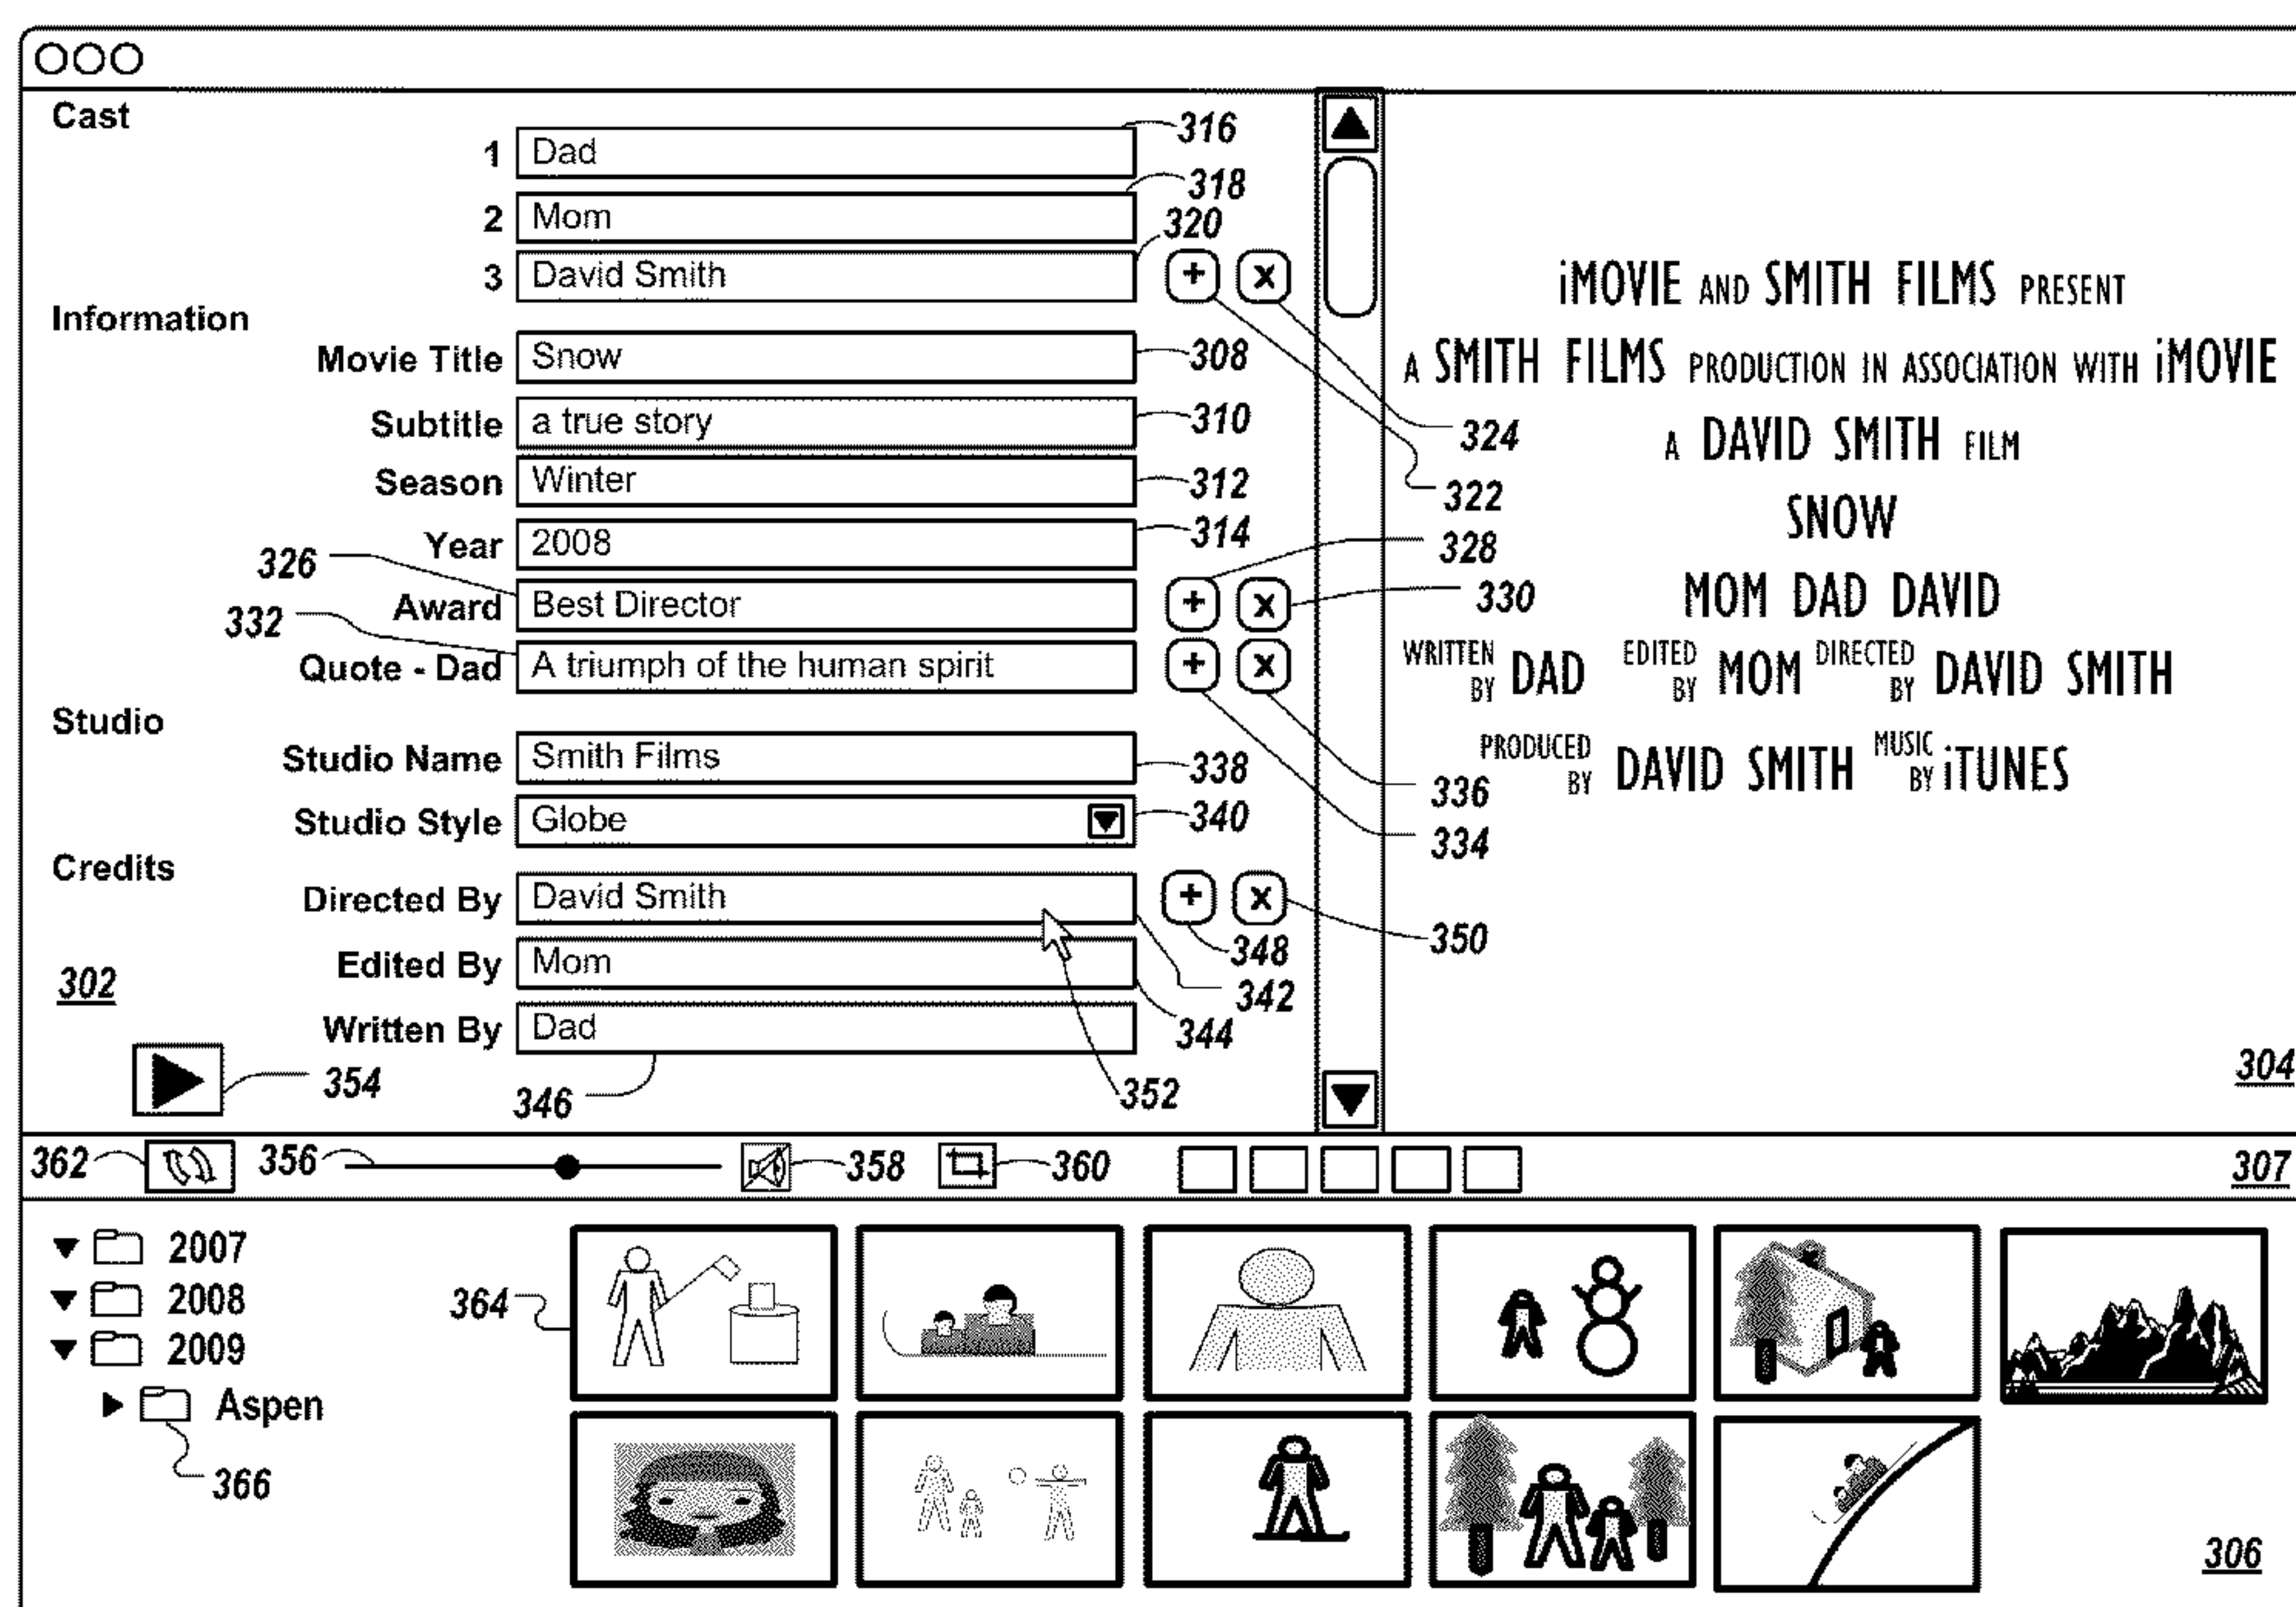 Cast
316
1 Dad
318
2 Mom
320
3 David Smith + x
Information
Movie Title Snow 308
Subtitle a true story 310
324
Season Winter 312
322
Year 2008 314
326
328
Award Best Director + x 330
332
Quote - Dad A triumph of the human spirit + x
Studio
Studio Name Smith Films 338
336
Studio Style Globe 340
334
Credits
Directed By David Smith + x
348 350
Edited By Mom
342
302
Written By Dad 344
354
346
352
iMOVIE AND SMITH FILMS PRESENT
A SMITH FILMS PRODUCTION IN ASSOCIATION WITH iMOVIE
A DAVID SMITH FILM
SNOW
MOM DAD DAVID
WRITTEN BY DAD EDITED BY MOM DIRECTED BY DAVID SMITH
PRODUCED BY DAVID SMITH MUSIC BY iTUNES
304
362 356 358 360 307
2007
2008
364
2009
Aspen
366
306